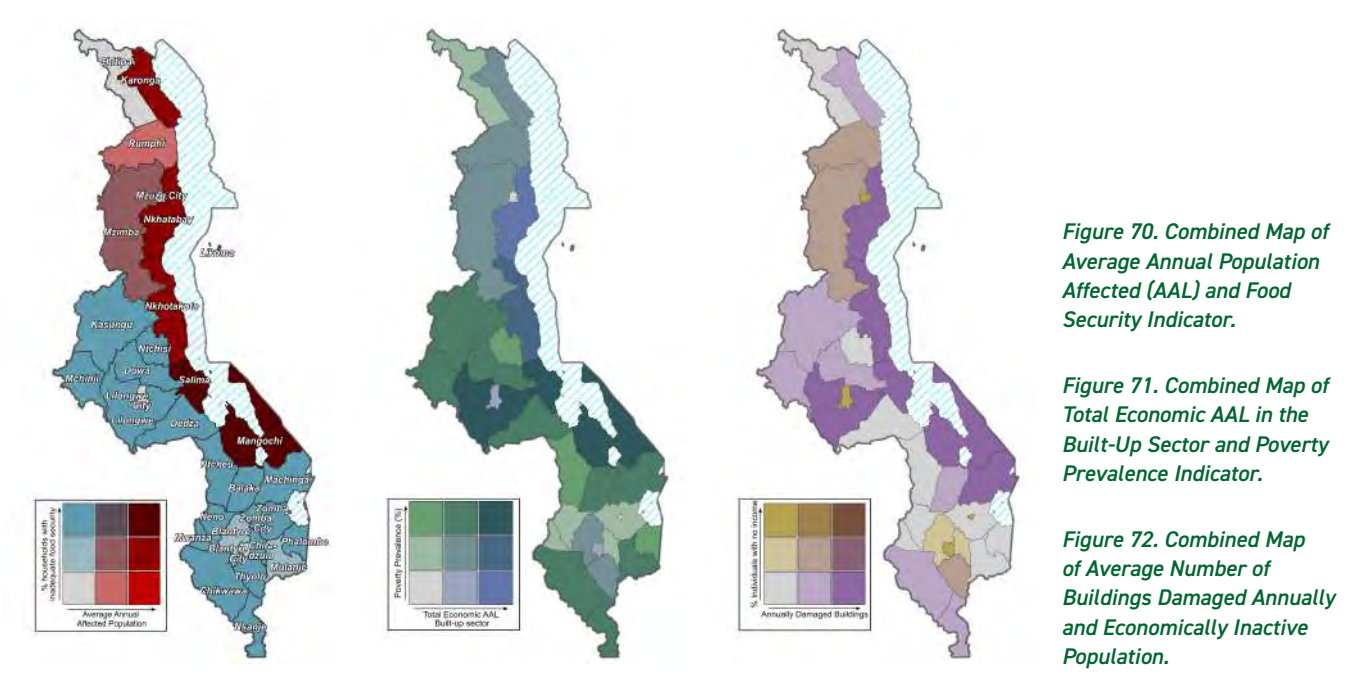 Chitipa
Karonga
Rumphi
Mzuzu City
Nkhatabay
Mzimba
Likoma
Nkhotakota
Kasungu
Ntchisi
Dowa
Mchinji
Salima
Lilongwe
City
Lilongwe
Dedza
Mangochi
Ntcheu
Machinga
Balaka
Zomba
Neno
Zomba
City
Mwanza
Blantyre
Phalombe
Blantyre
City
Chira-
dzulu
Mulanje
Thyolo
Chikwawa
Nsanje
% households with
inadequate food security
Average Annual
Affected Population
Poverty Prevalence (%)
Total Economic AAL
Built-up sector
% Individuals with no income
Annually Damaged Buildings
Figure 70. Combined Map of
Average Annual Population
Affected (AAL) and Food
Security Indicator.
Figure 71. Combined Map of
Total Economic AAL in the
Built-Up Sector and Poverty
Prevalence Indicator.
Figure 72. Combined Map
of Average Number of
Buildings Damaged Annually
and Economically Inactive
Population.